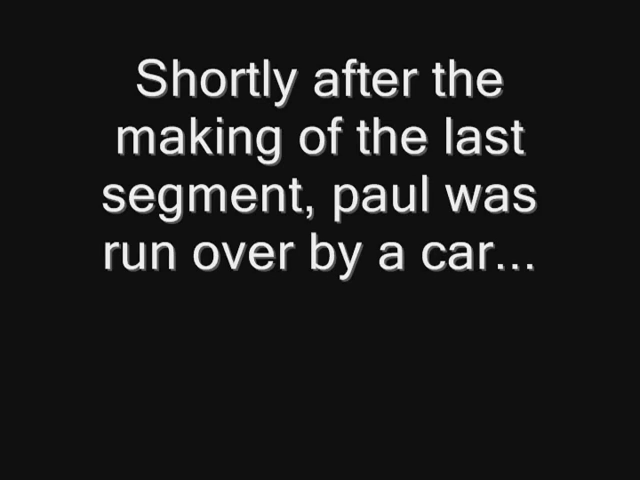 Shortly after the
making of the last
segment, paul was
run over by a car...